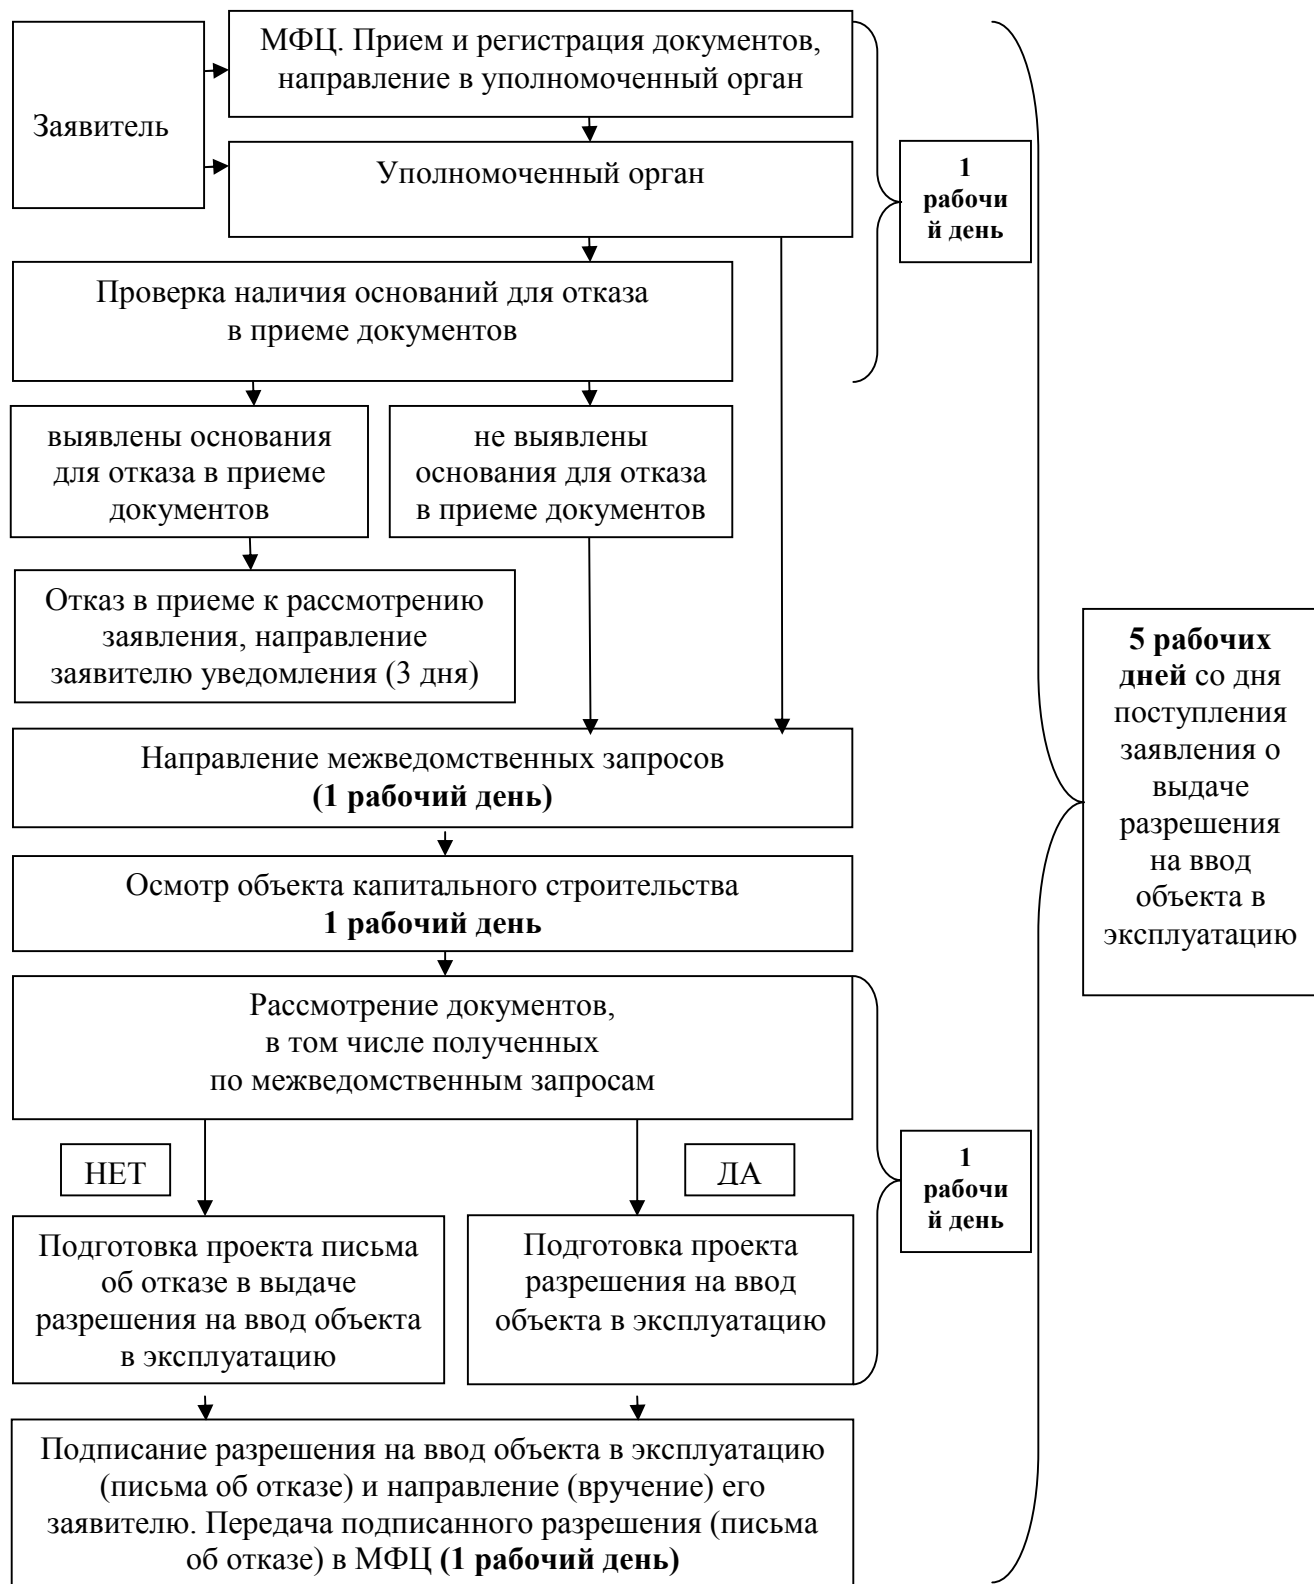 МФЦ. Прием и регистрация документов,
направление в уполномоченный орган
Заявитель
Уполномоченный орган
1
рабочи
й день
Проверка наличия оснований для отказа
в приеме документов
выявлены основания
для отказа в приеме
документов
не выявлены
основания для отказа
в приеме документов
Отказ в приеме к рассмотрению
заявления, направление
заявителю уведомления (3 дня)
5 рабочих
дней со дня
поступления
заявления о
выдаче
разрешения
на ввод
объекта в
эксплуатацию
Направление межведомственных запросов
(1 рабочий день)
Осмотр объекта капитального строительства
1 рабочий день
Рассмотрение документов,
в том числе полученных
по межведомственным запросам
НЕТ
ДА
1
рабочи
й день
Подготовка проекта письма
об отказе в выдаче
разрешения на ввод объекта
в эксплуатацию
Подготовка проекта
разрешения на ввод
объекта в эксплуатацию
Подписание разрешения на ввод объекта в эксплуатацию
(письма об отказе) и направление (вручение) его
заявителю. Передача подписанного разрешения (письма
об отказе) в МФЦ (1 рабочий день)